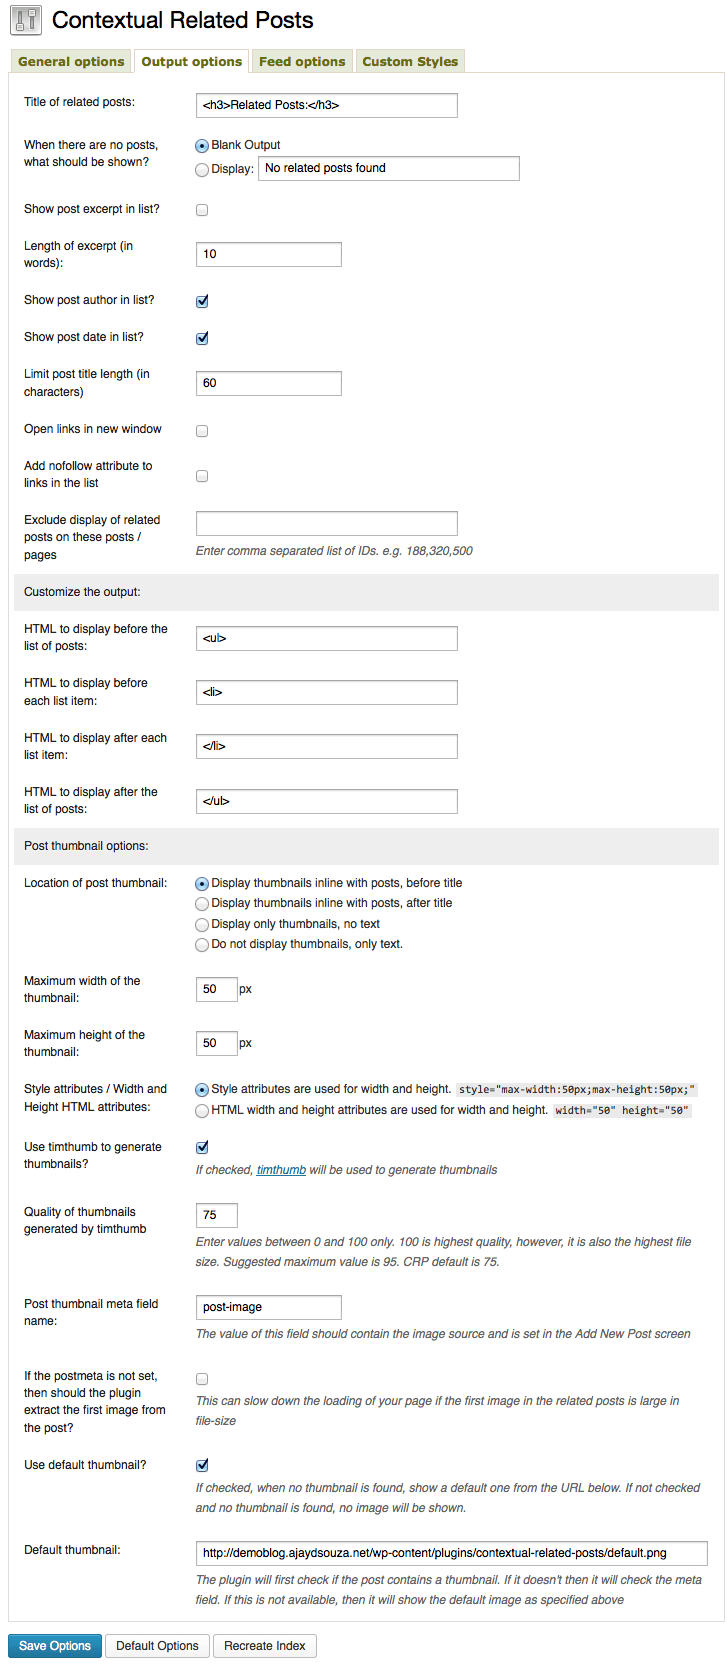 Contextual Related Posts
General options Output options Feed options Custom Styles
Title of related posts: <h3>Related Posts:</h3>
When there are no posts,
what should be shown?
Blank Output
Display: No related posts found
Show post excerpt in list?
Length of excerpt (in
words):
10
Show post author in list?
Show post date in list?
Limit post title length (in
characters)
60
Open links in new window
Add nofollow attribute to
links in the list
Exclude display of related
posts on these posts /
pages
Enter comma separated list of IDs. e.g. 188,320,500
Customize the output:
HTML to display before the
list of posts:
<ul>
HTML to display before
each list item:
<li>
HTML to display after each
list item:
</li>
HTML to display after the
list of posts:
</ul>
Post thumbnail options:
Location of post thumbnail:
Display thumbnails inline with posts, before title
Display thumbnails inline with posts, after title
Display only thumbnails, no text
Do not display thumbnails, only text.
Maximum width of the
thumbnail:
50 px
Maximum height of the
thumbnail:
50 px
Style attributes / Width and
Height HTML attributes:
Style attributes are used for width and height. style="max-width:50px;max-height:50px;"
HTML width and height attributes are used for width and height. width="50" height="50"
Use timthumb to generate
thumbnails?
If checked, timthumb will be used to generate thumbnails
Quality of thumbnails
generated by timthumb
75
Enter values between 0 and 100 only. 100 is highest quality, however, it is also the highest file
size. Suggested maximum value is 95. CRP default is 75.
Post thumbnail meta field
name:
post-image
The value of this field should contain the image source and is set in the Add New Post screen
If the postmeta is not set,
then should the plugin
extract the first image from
the post?
This can slow down the loading of your page if the first image in the related posts is large in
file-size
Use default thumbnail?
If checked, when no thumbnail is found, show a default one from the URL below. If not checked
and no thumbnail is found, no image will be shown.
Default thumbnail: http://demoblog.ajaydsouza.net/wp-content/plugins/contextual-related-posts/default.png
The plugin will first check if the post contains a thumbnail. If it doesn't then it will check the meta
field. If this is not available, then it will show the default image as specified above
Save Options Default Options Recreate Index